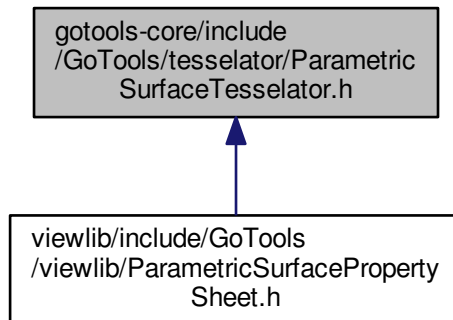 gotools-core/include
/GoTools/tesselator/Parametric
SurfaceTesselator.h
viewlib/include/GoTools
/viewlib/ParametricSurfaceProperty
Sheet.h